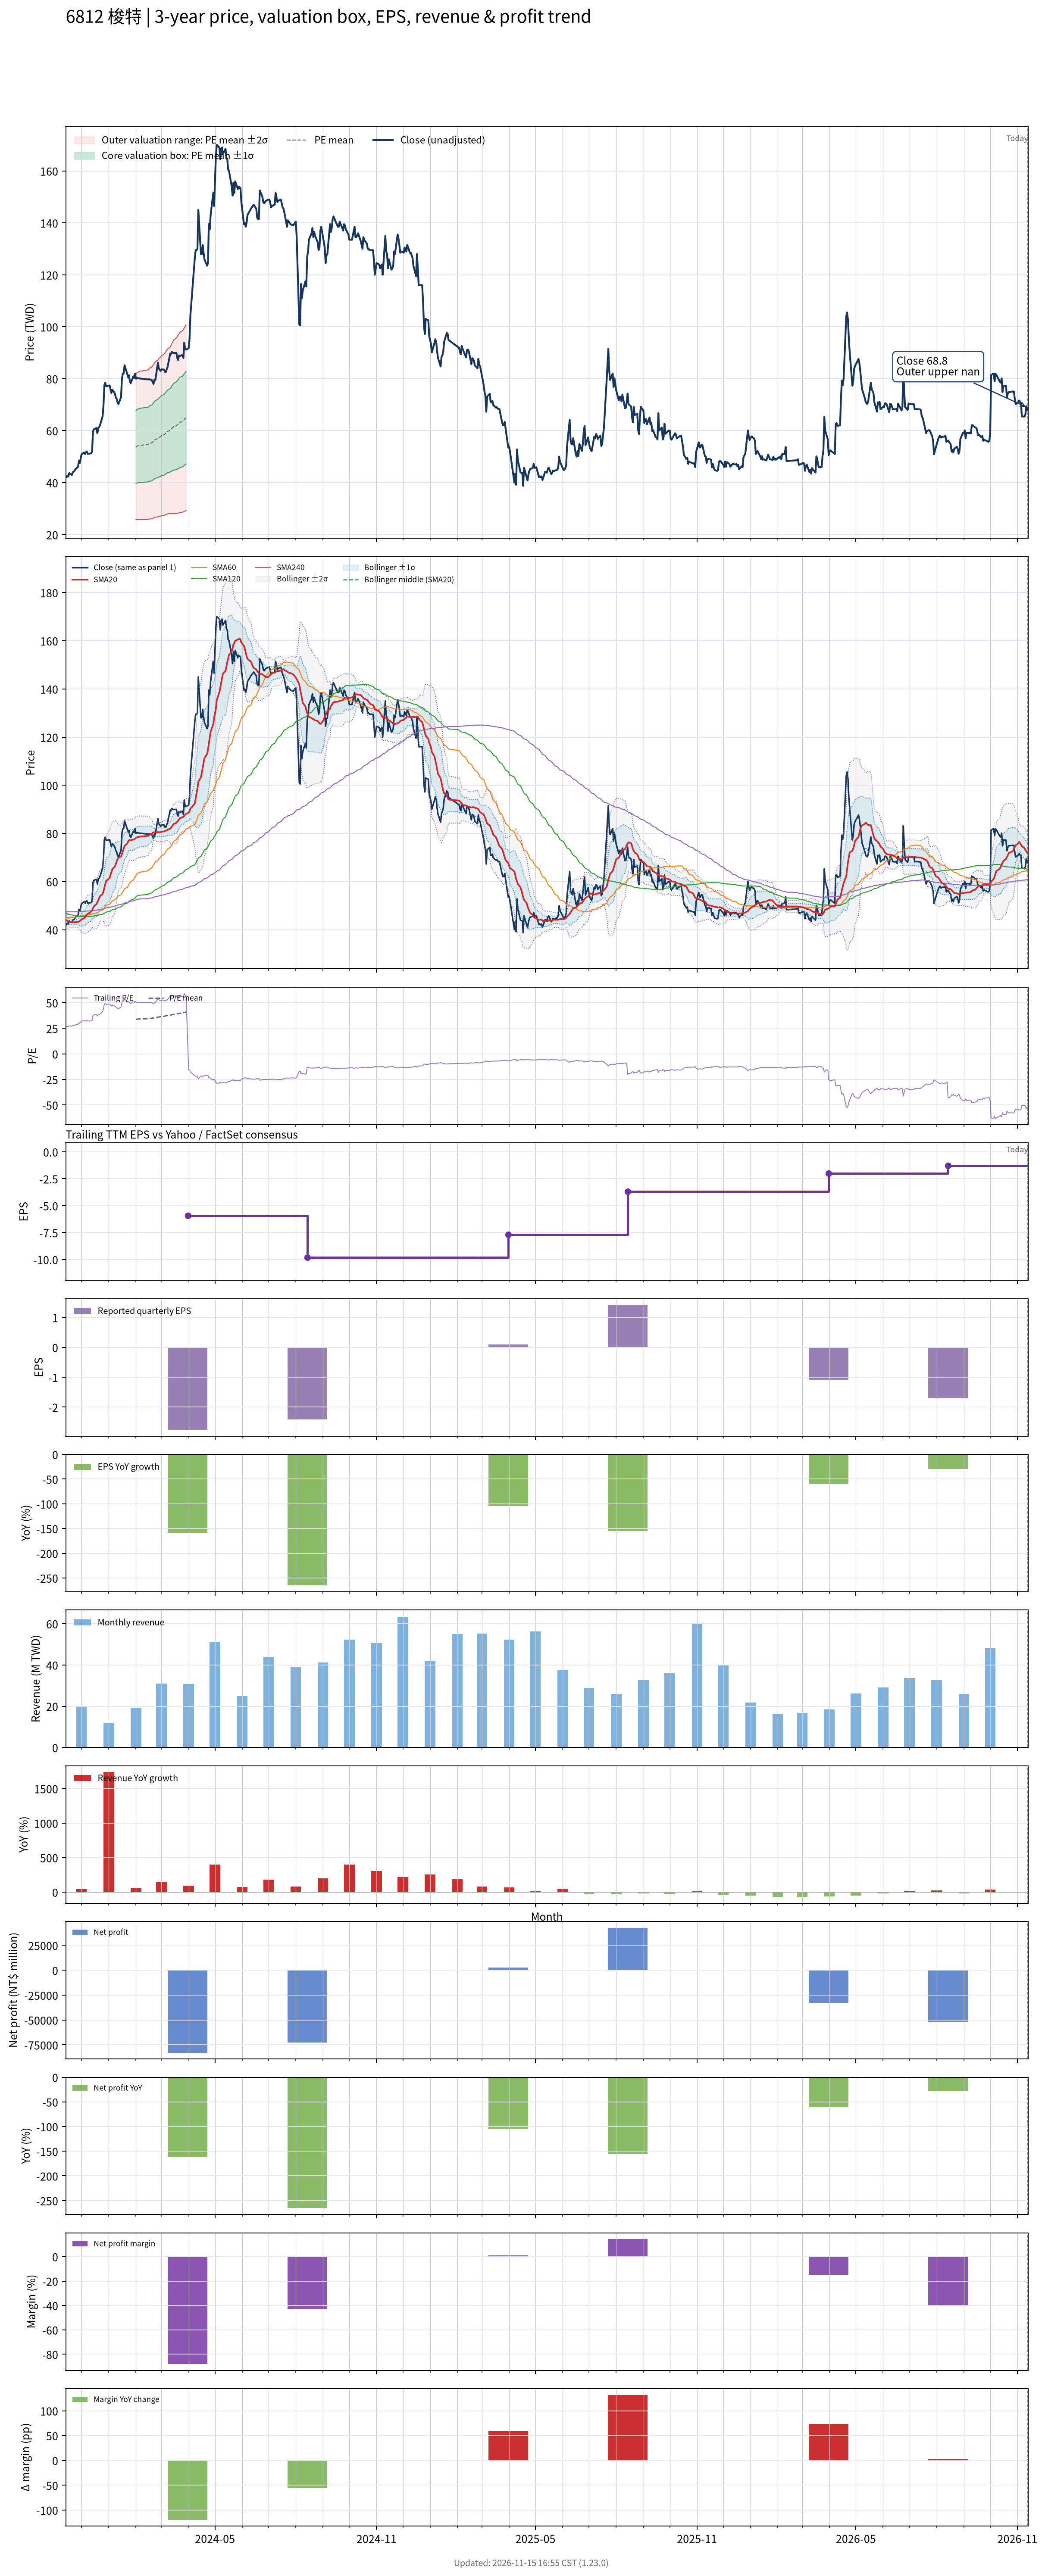 6812 梭特 | 3-year price, valuation box, EPS, revenue & profit trend
Outer valuation range: PE mean ±2σ
PE mean
Close (unadjusted)
Core valuation box: PE mean ±1σ
Today
Close 68.8
Outer upper nan
Price (TWD)
160
140
120
100
80
60
40
20
Close (same as panel 1)
SMA20
SMA60
SMA120
SMA240
Bollinger ±2σ
Bollinger ±1σ
Bollinger middle (SMA20)
Price
180
160
140
120
100
80
60
40
Trailing P/E
P/E mean
P/E
50
25
0
-25
-50
Trailing TTM EPS vs Yahoo / FactSet consensus
Today
EPS
0.0
-2.5
-5.0
-7.5
-10.0
Reported quarterly EPS
EPS
1
0
-1
-2
EPS YoY growth
YoY (%)
0
-50
-100
-150
-200
-250
Monthly revenue
Revenue (M TWD)
60
40
20
0
Revenue YoY growth
YoY (%)
1500
1000
500
0
Month
Net profit
Net profit (NT$ million)
25000
0
-25000
-50000
-75000
Net profit YoY
YoY (%)
0
-50
-100
-150
-200
-250
Net profit margin
Margin (%)
0
-20
-40
-60
-80
Margin YoY change
Δ margin (pp)
100
50
0
-50
-100
2024-05
2024-11
2025-05
2025-11
2026-05
2026-11
Updated: 2026-11-15 16:55 CST (1.23.0)